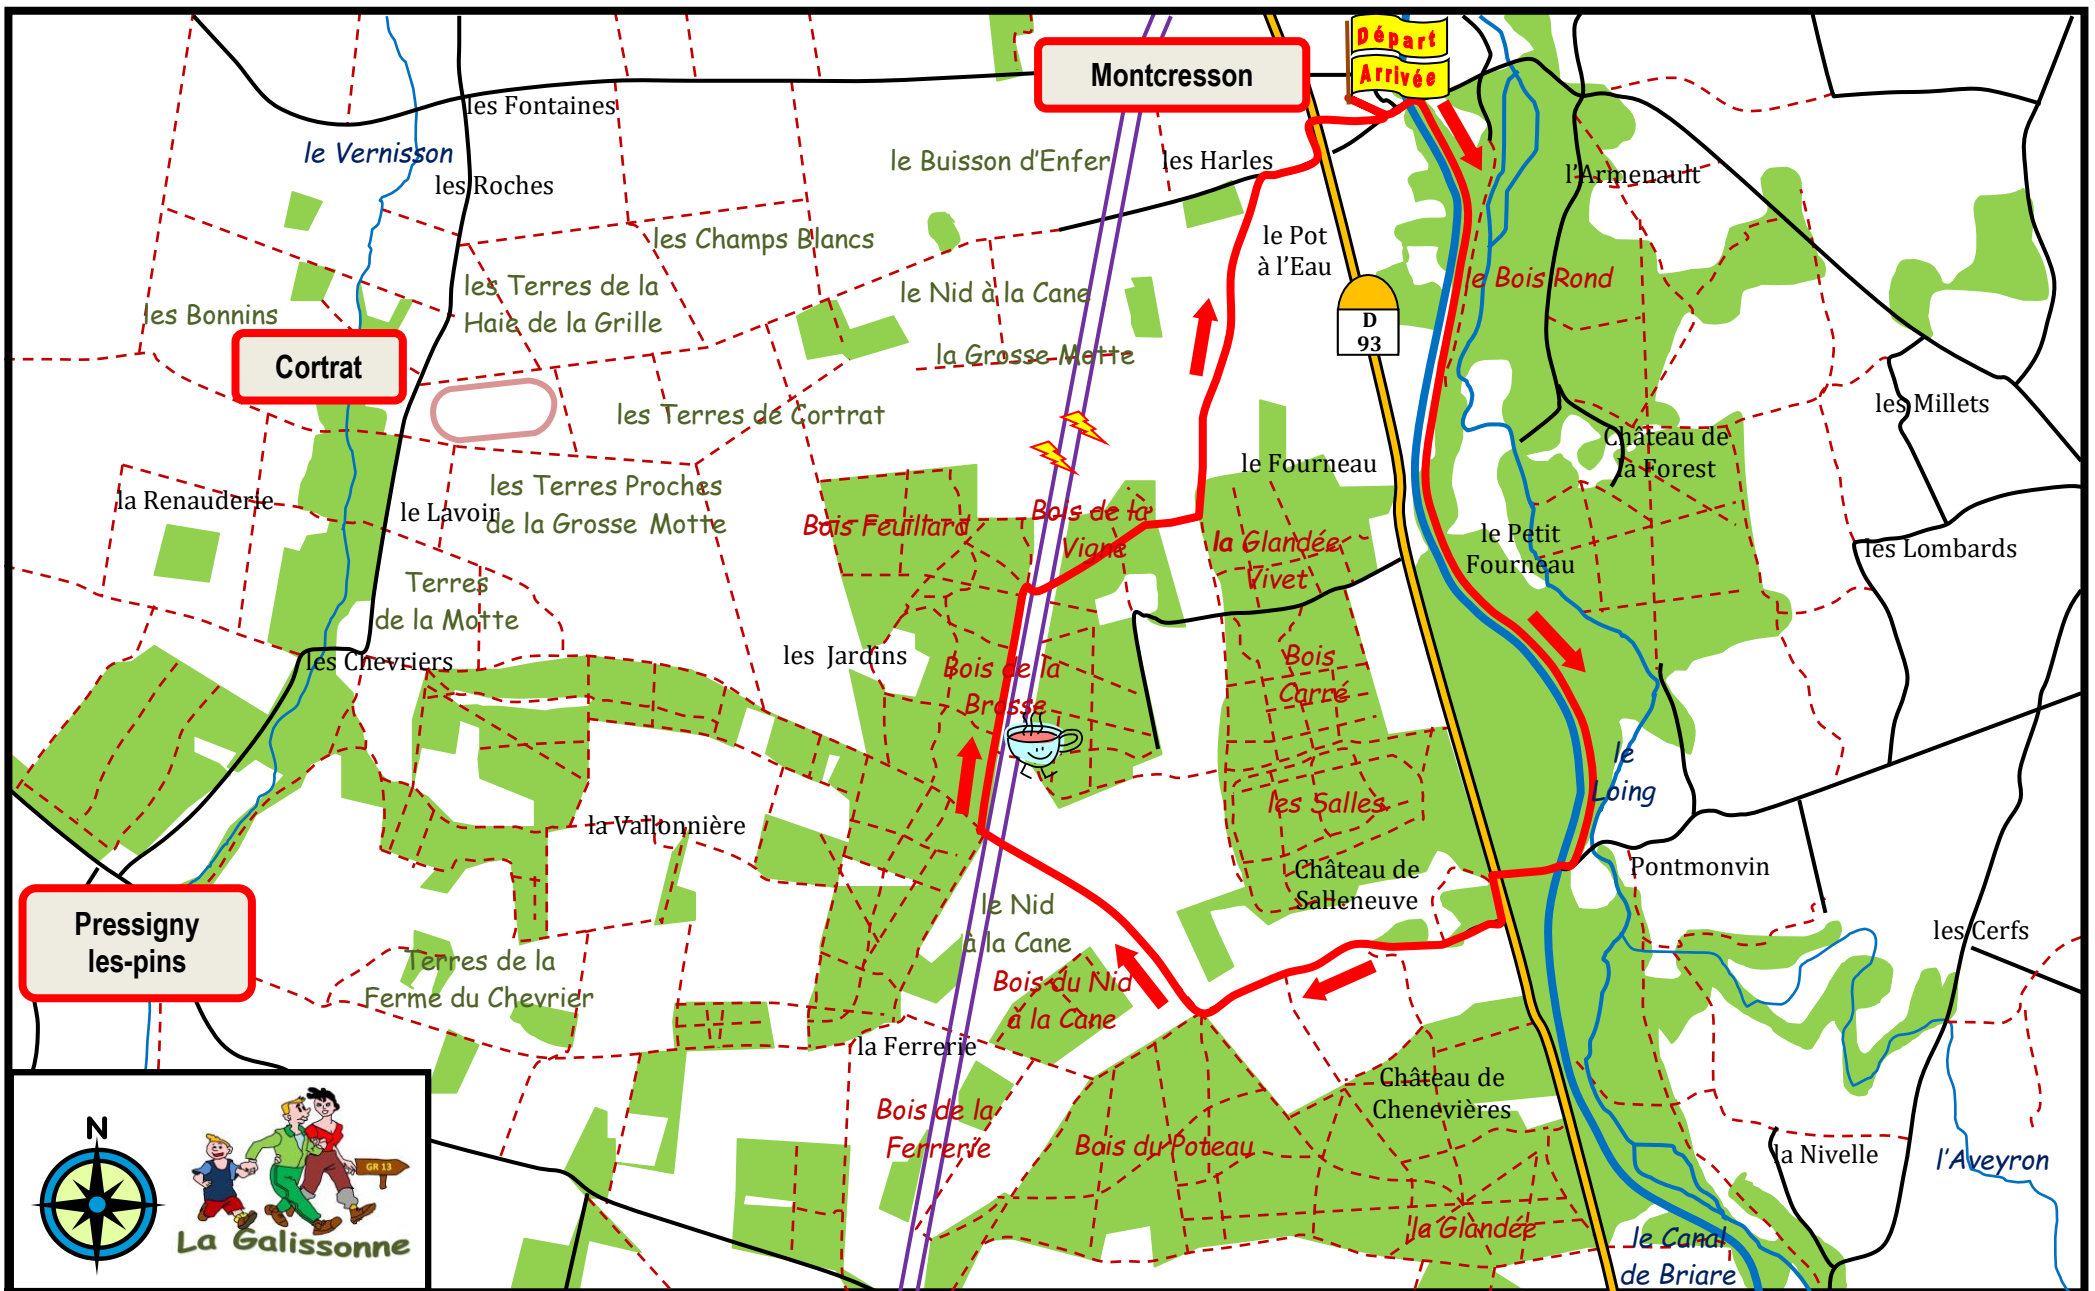 Départ
Arrivée
Montcresson
les Fontaines
le Vernisson
les Roches
le Buisson d'Enfer
les Harles
l'Armenault
les Champs Blancs
le Pot
à l'Eau
les Terres de la
Haie de la Grille
le Nid à la Cane
le Bois Rond
les Bonnins
D
93
Cortrat
la Grosse Motte
les Terres de Cortrat
les Millets
Château de
la Forest
le Fourneau
la Renauderie
le Lavoir
les Terres Proches
de la Grosse Motte
Bois Feuillard
Bois de la
Vigne
la Glandée
Vivet
le Petit
Fourneau
les Lombards
Terres
de la Motte
les Chevriers
les Jardins
Bois de la
Brosse
Bois
Carré
le
Loing
les Salles
la Vallonnière
Château de
Salleneuve
Pontmonvin
Pressigny
les-pins
le Nid
à la Cane
les Cerfs
Terres de la
Ferme du Chevrier
Bois du Nid
à la Cane
la Ferrerie
Château de
Chenevières
Bois de la
Ferrerie
Bois du Poteau
la Nivelle
l'Aveyron
la Glandée
le Canal
de Briare
N
GR 13
La Galissonne